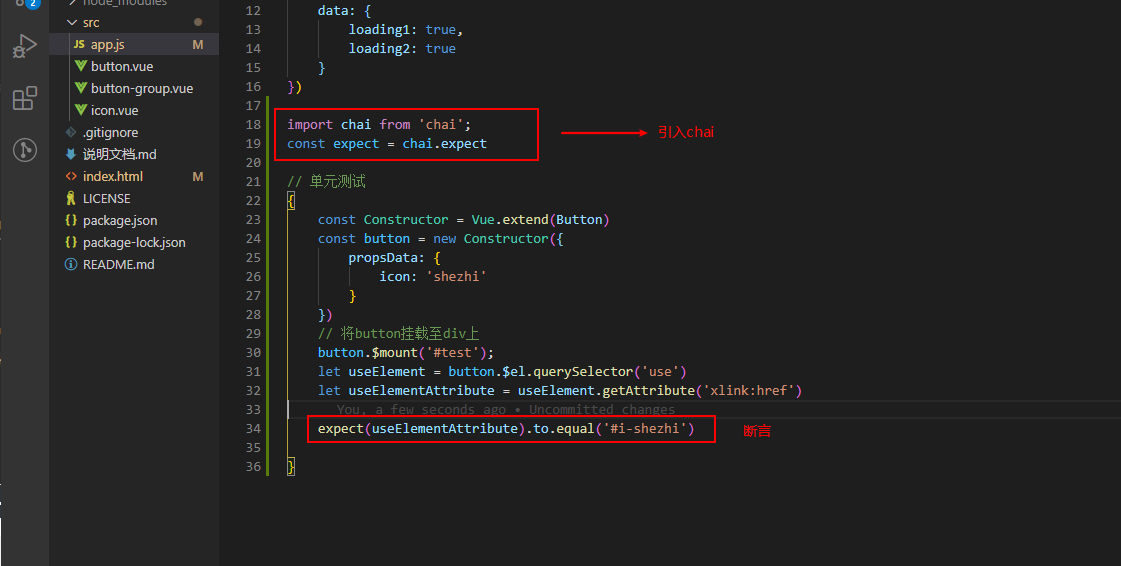 2
node_modules
src
JS app.js M
button.vue
button-group.vue
icon.vue
.gitignore
说明文档.md
<> index.html M
LICENSE
{} package.json
{} package-lock.json
README.md
12 data: {
13 loading1: true,
14 loading2: true
15 }
16 })
17
18 import chai from 'chai';
19 const expect = chai.expect
引入chai
20
21 // 单元测试
22 {
23 const Constructor = Vue.extend(Button)
24 const button = new Constructor({
25 propsData: {
26 icon: 'shezhi'
27 }
28 })
29 // 将button挂载至div上
30 button.$mount('#test');
31 let useElement = button.$el.querySelector('use')
32 let useElementAttribute = useElement.getAttribute('xlink:href')
33 You, a few seconds ago • Uncommitted changes
34 expect(useElementAttribute).to.equal('#i-shezhi')
断言
35
36 }